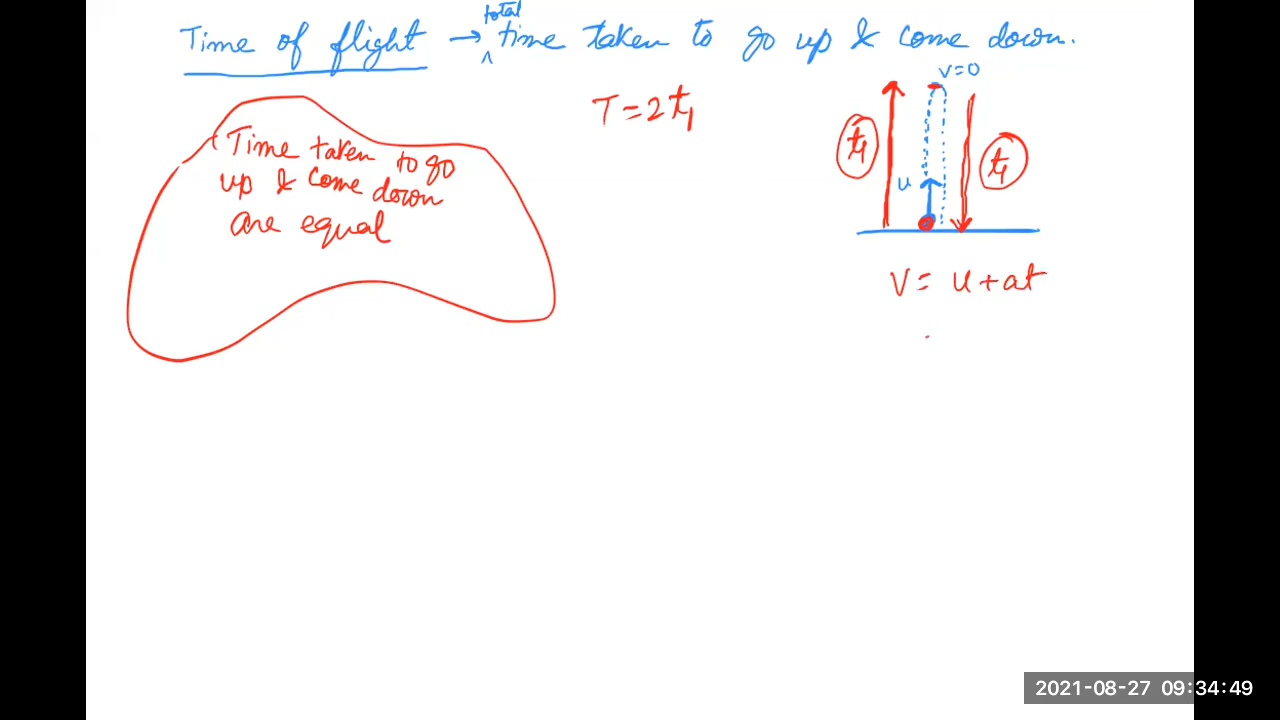 total
Time of flight → ^ time taken to go up & come down.
v=0
T=2t₁
Time taken to go
up & come down
are equal
t₁
t₁
u
V= u+at
2021-08-27 09:34:49